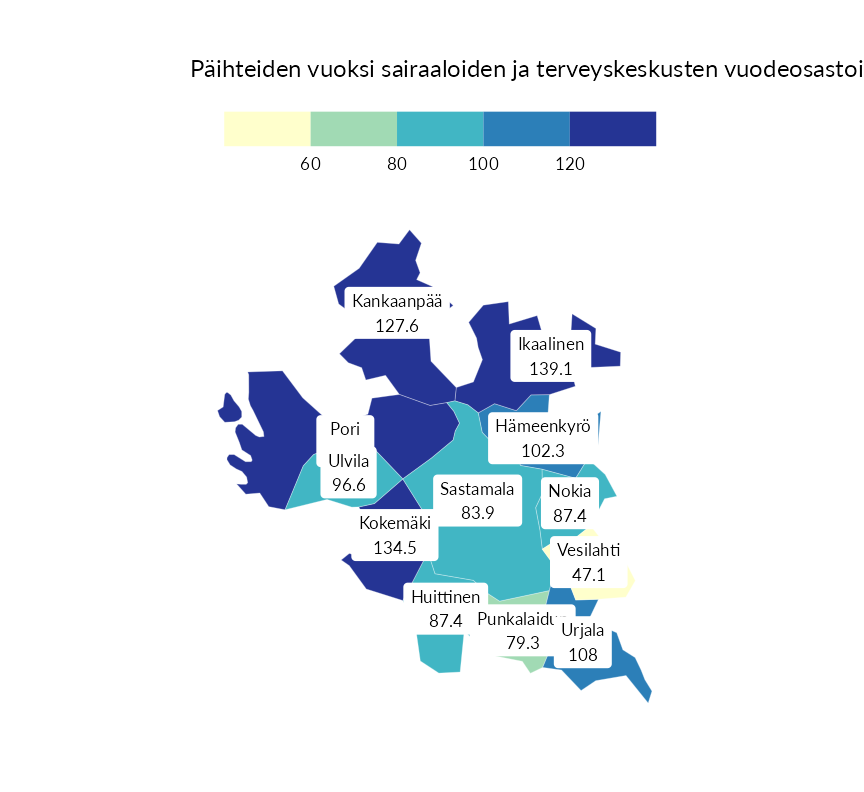 Päihteiden vuoksi sairaaloiden ja terveyskeskusten
60 80 100 120
Kankaanpää
127.6
Ikaalinen
139.1
Hämeenkyrö
102.3
Pori
Ulvila
96.6
Sastamala
83.9
Nokia
87.4
Kokemäki
134.5
Vesilahti
47.1
Huittinen
87.4
79.3
Urjala
108